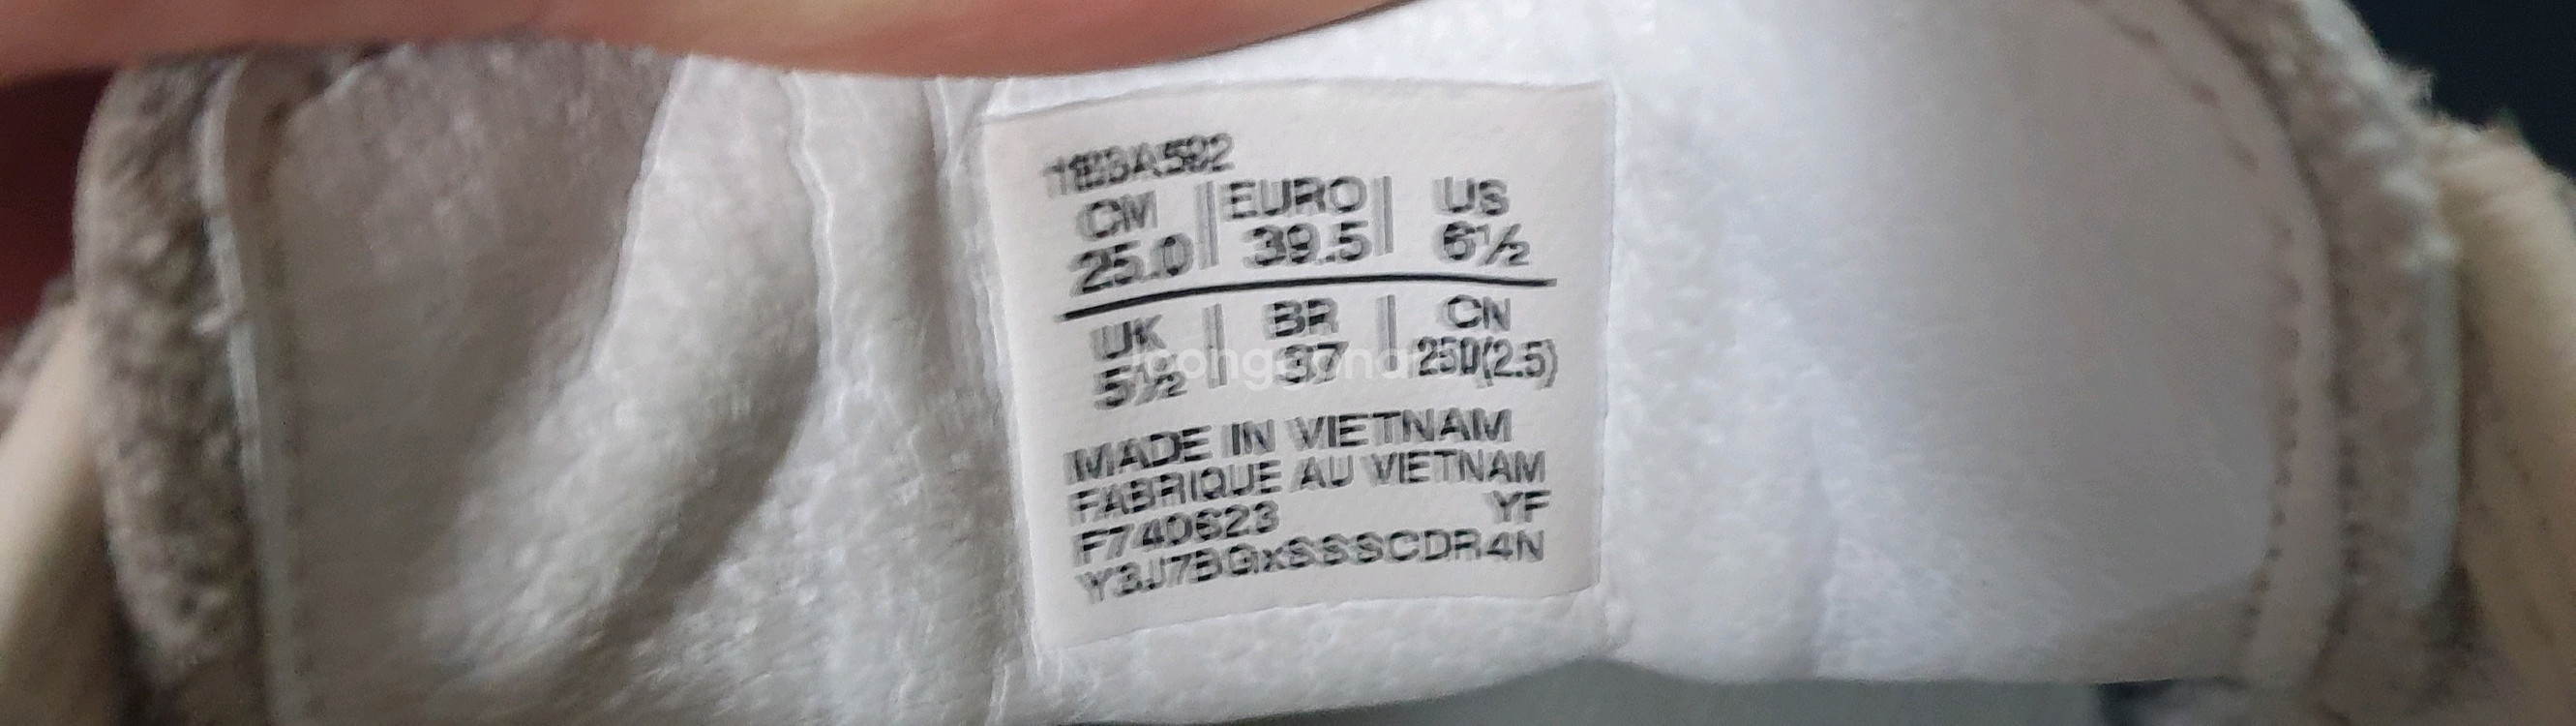 1183A592
CM | EURO | US
25.0 | 39.5 | 6½
UK | BR | CN
5½ | 37 | 250(2.5)
MADE IN VIETNAM
FABRIQUE AU VIETNAM
F740623 YF
Y3J7BGxSSSCDR4N